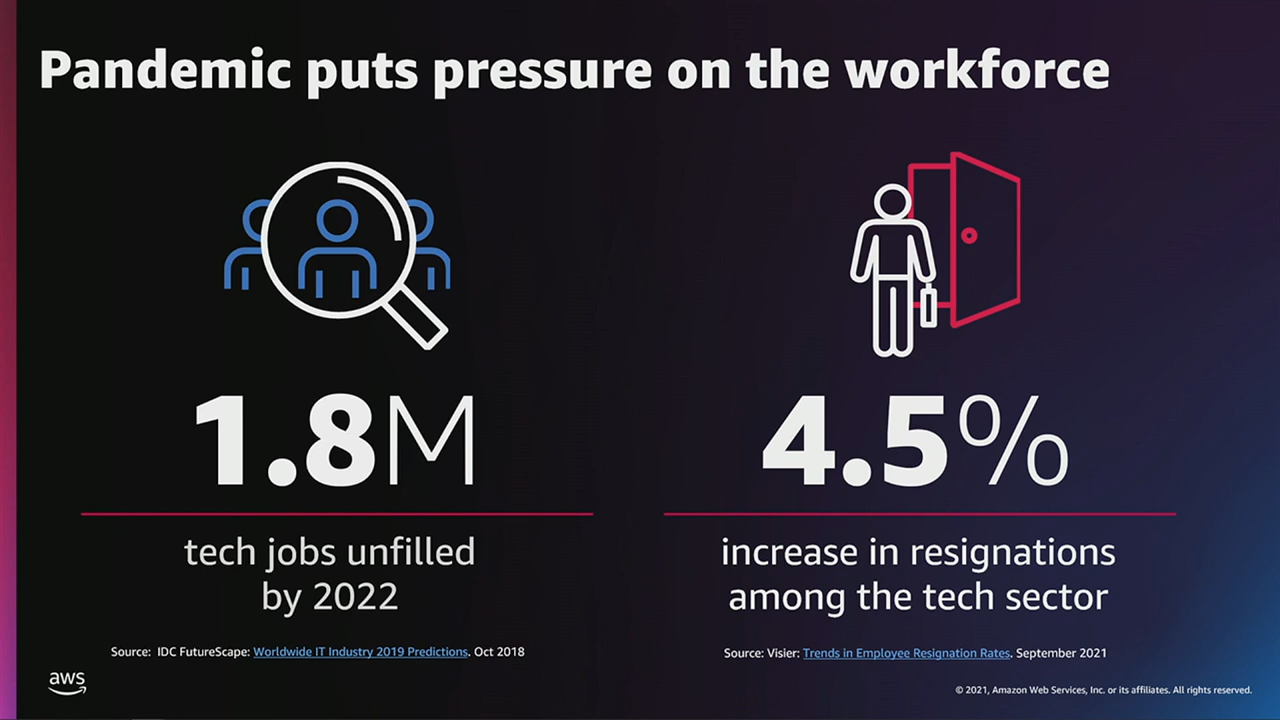 Pandemic puts pressure on the workforce
1.8M
tech jobs unfilled
by 2022
Source: IDC FutureScape: Worldwide IT Industry 2019 Predictions. Oct 2018
4.5%
increase in resignations
among the tech sector
Source: Visier: Trends in Employee Resignation Rates. September 2021
aws
© 2021, Amazon Web Services, Inc. or its affiliates. All rights reserved.